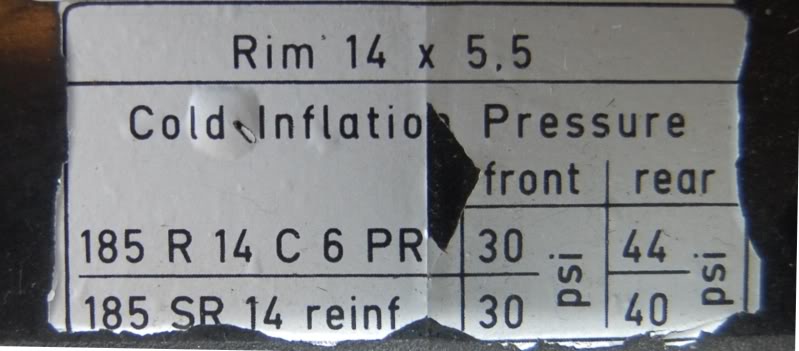 Rim 14 x 5,5
Cold Inflation Pressure
front rear
185 R 14 C 6 PR 30 psi 44 psi
185 SR 14 reinf 30 40